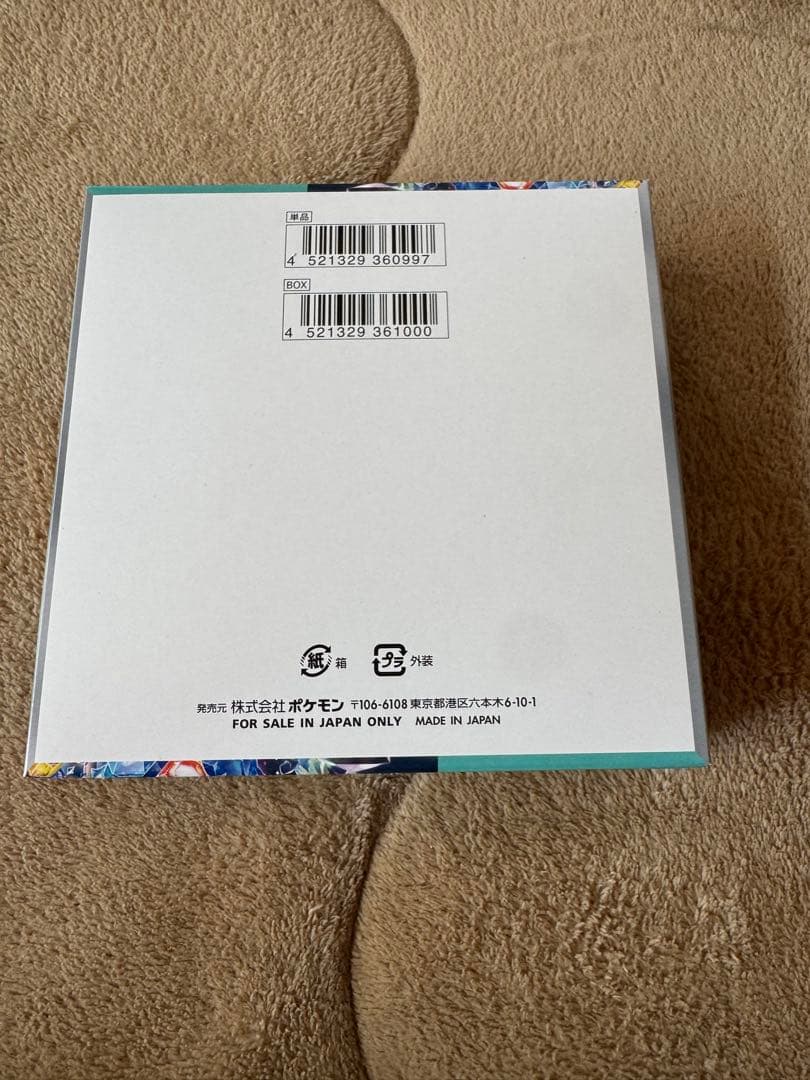 単品
4 521329 360997
BOX
4 521329 361000
紙 箱 プラ 外装
発売元 株式会社 ポケモン 〒106-6108 東京都港区六本木6-10-1
FOR SALE IN JAPAN ONLY MADE IN JAPAN